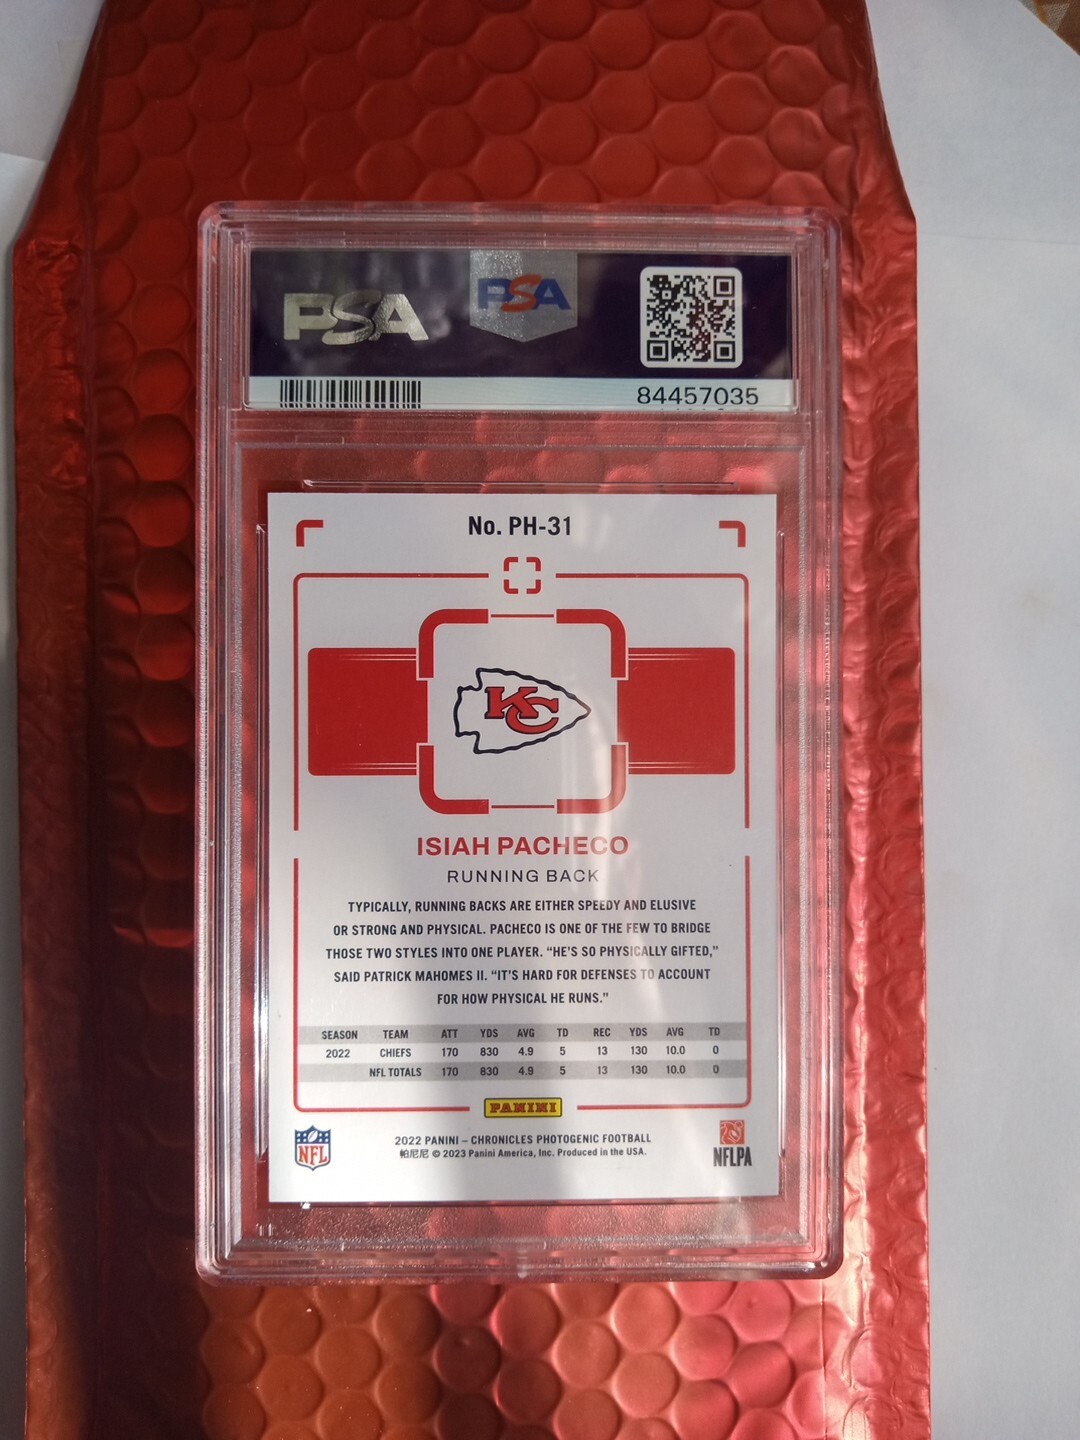 PSA PSA
84457035
No. PH-31
KC
ISIAH PACHECO
RUNNING BACK
TYPICALLY, RUNNING BACKS ARE EITHER SPEEDY AND ELUSIVE
OR STRONG AND PHYSICAL. PACHECO IS ONE OF THE FEW TO BRIDGE
THOSE TWO STYLES INTO ONE PLAYER. “HE’S SO PHYSICALLY GIFTED,”
SAID PATRICK MAHOMES II. “IT’S HARD FOR DEFENSES TO ACCOUNT
FOR HOW PHYSICAL HE RUNS.”
SEASON TEAM ATT YDS AVG TD REC YDS AVG TD
2022 CHIEFS 170 830 4.9 5 13 130 10.0 0
NFL TOTALS 170 830 4.9 5 13 130 10.0 0
PANINI
NFL
2022 PANINI – CHRONICLES PHOTOGENIC FOOTBALL
帕尼尼 © 2023 Panini America, Inc. Produced in the USA.
NFLPA